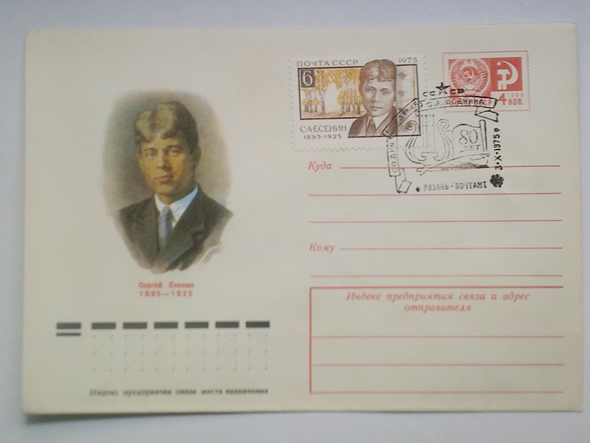 ПОЧТА СССР 1975
6
С.А.ЕСЕНИН
1895-1925
4 КОП.
80 ЛЕТ
3•X•1975
РЯЗАНЬ - ПОЧТАМТ
Куда
Кому
Индекс предприятия связи и адрес
отправителя
Сергей Есенин
1895—1925
Индекс предприятия связи места назначения